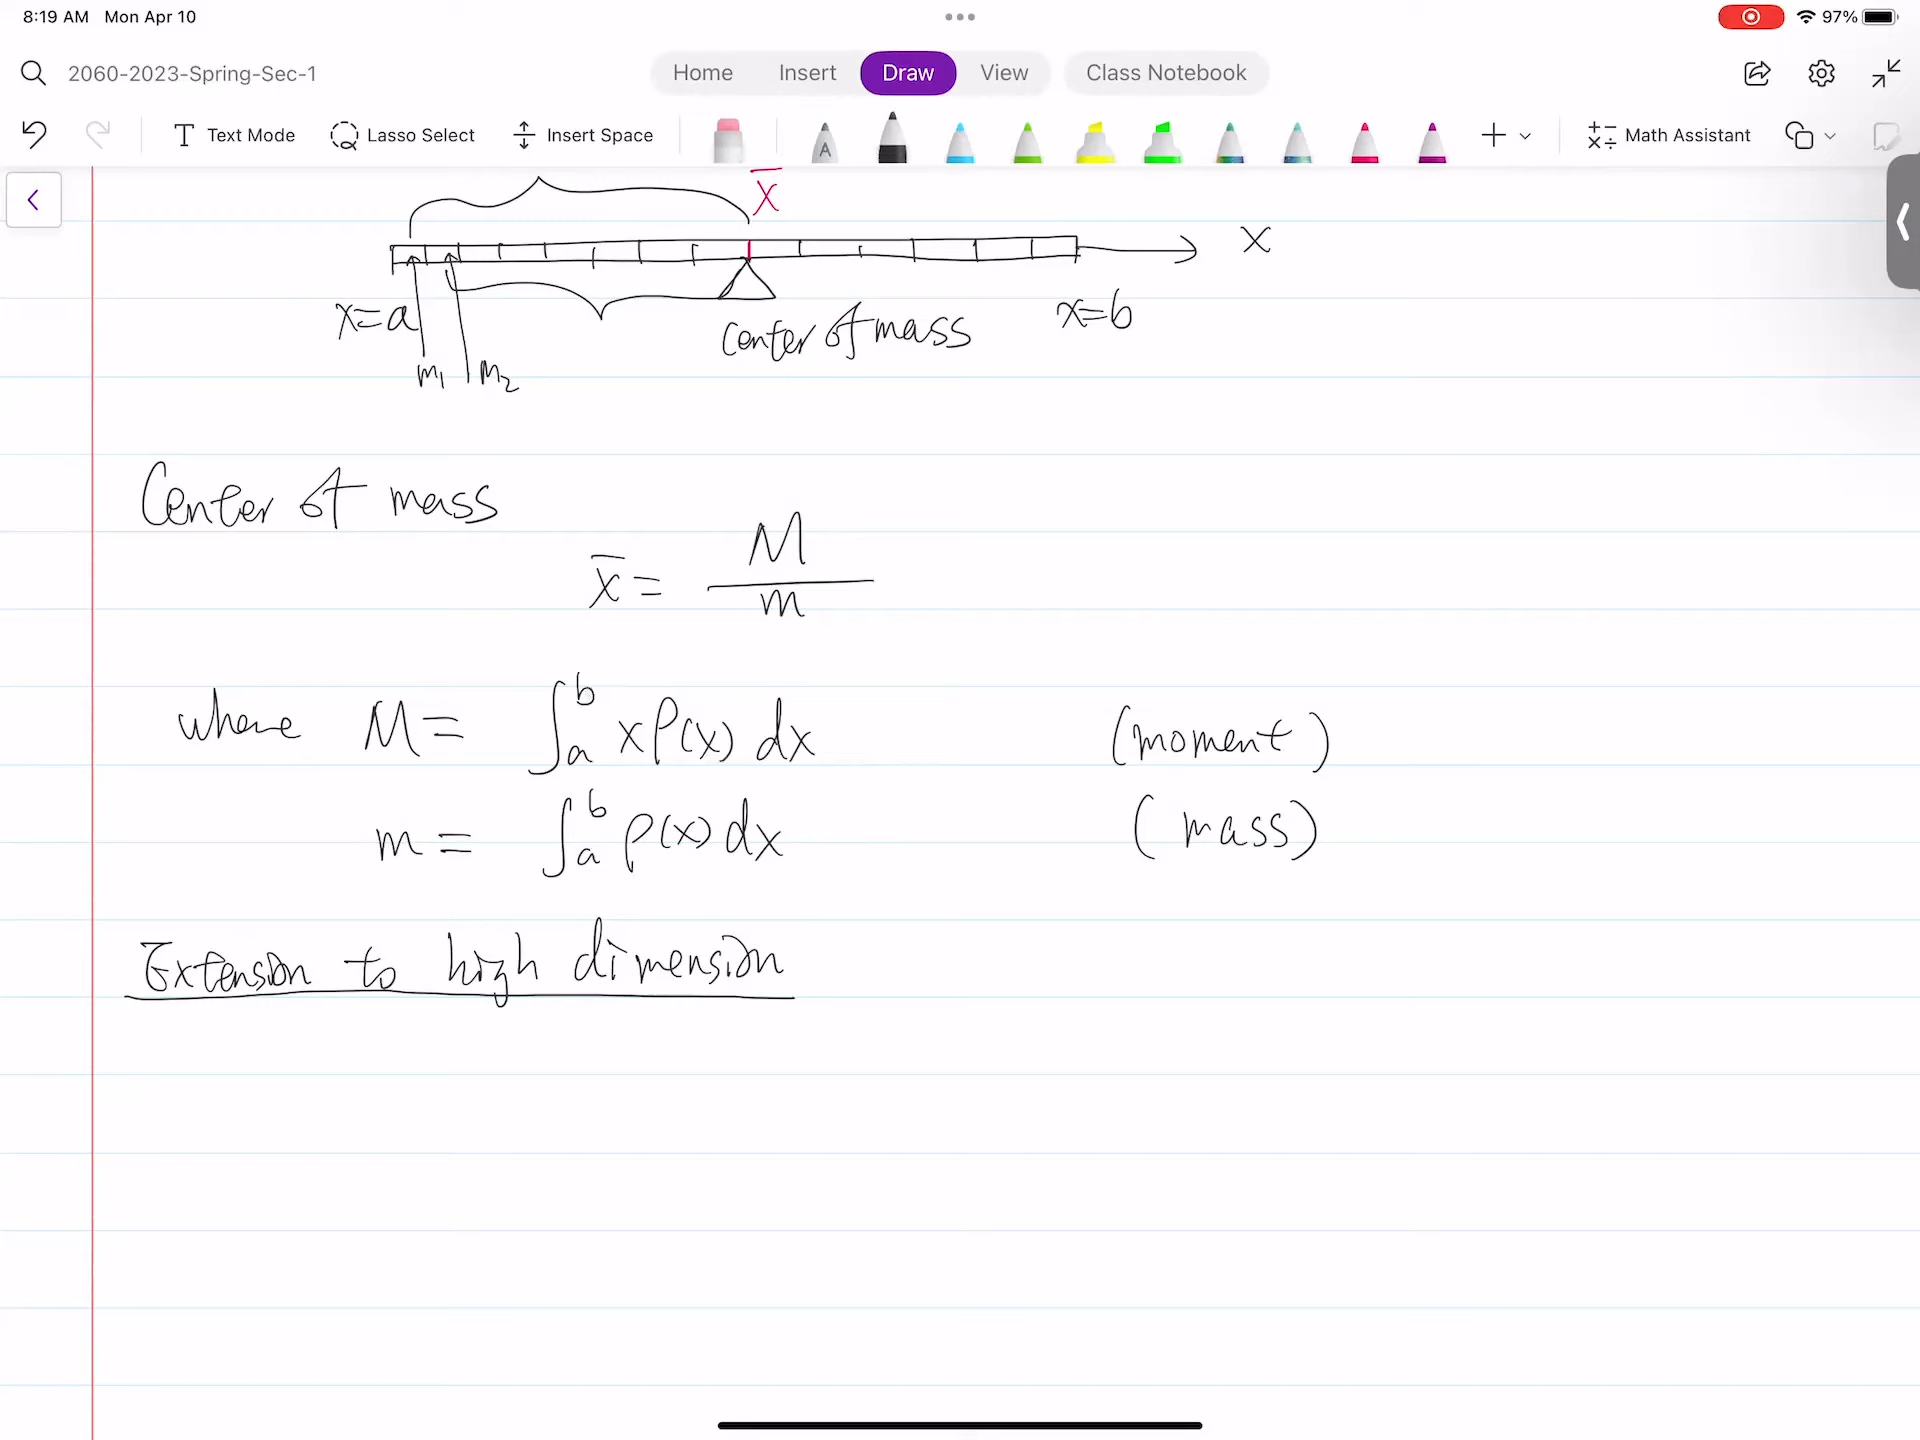 8:19 AM Mon Apr 10
97%
2060-2023-Spring-Sec-1
Home Insert Draw View Class Notebook
Text Mode Lasso Select Insert Space A Math Assistant
x̄
x
x=a
center of mass
x=b
m₁ m₂
Center of mass
x̄ = M/m
where M = ∫ₐᵇ xρ(x) dx (moment)
m = ∫ₐᵇ ρ(x) dx (mass)
Extension to high dimension